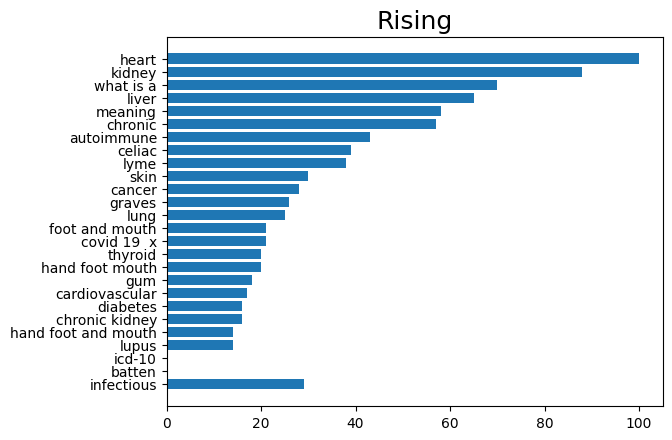 Rising
heart
kidney
what is a
liver
meaning
chronic
autoimmune
celiac
lyme
skin
cancer
graves
lung
foot and mouth
covid 19  x
thyroid
hand foot mouth
gum
cardiovascular
diabetes
chronic kidney
hand foot and mouth
lupus
icd-10
batten
infectious
0 20 40 60 80 100